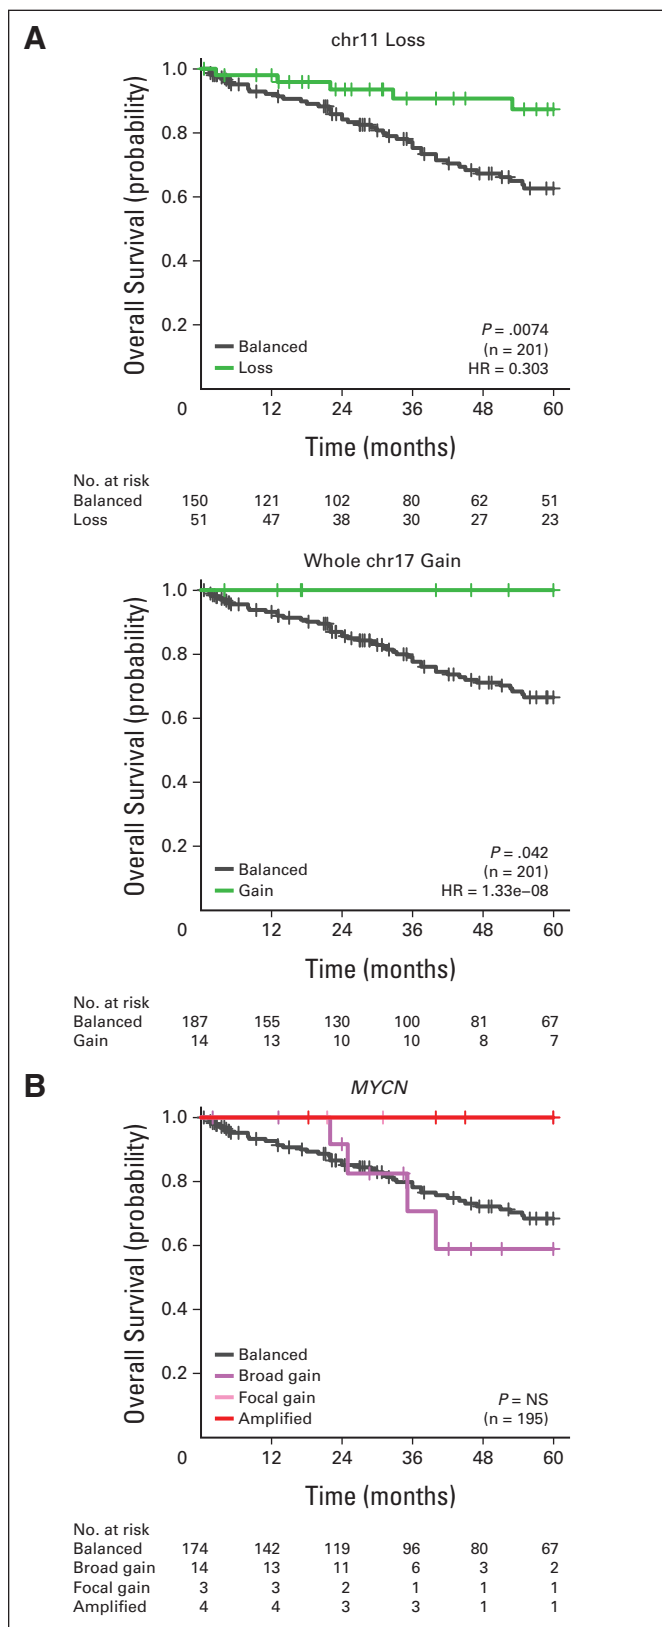 A
chr11 Loss
Overall Survival (probability)
1.0
0.8
0.6
0.4
0.2
Balanced
Loss
P = .0074
(n = 201)
HR = 0.303
0 12 24 36 48 60
Time (months)
No. at risk
Balanced 150 121 102 80 62 51
Loss 51 47 38 30 27 23
Whole chr17 Gain
Overall Survival (probability)
1.0
0.8
0.6
0.4
0.2
Balanced
Gain
P = .042
(n = 201)
HR = 1.33e–08
0 12 24 36 48 60
Time (months)
No. at risk
Balanced 187 155 130 100 81 67
Gain 14 13 10 10 8 7
B
MYCN
Overall Survival (probability)
1.0
0.8
0.6
0.4
0.2
Balanced
Broad gain
Focal gain
Amplified
P = NS
(n = 195)
0 12 24 36 48 60
Time (months)
No. at risk
Balanced 174 142 119 96 80 67
Broad gain 14 13 11 6 3 2
Focal gain 3 3 2 1 1 1
Amplified 4 4 3 3 1 1